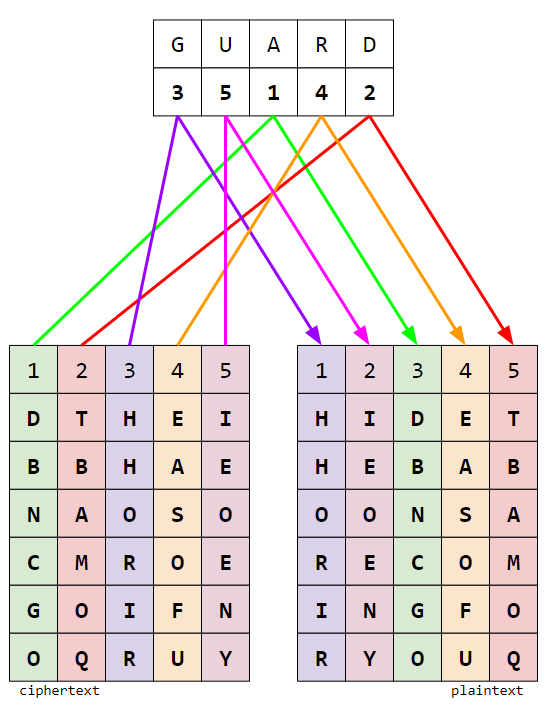 G U A R D
3 5 1 4 2
1 2 3 4 5
D T H E I
B B H A E
N A O S O
C M R O E
G O I F N
O Q R U Y
ciphertext
1 2 3 4 5
H I D E T
H E B A B
O O N S A
R E C O M
I N G F O
R Y O U Q
plaintext